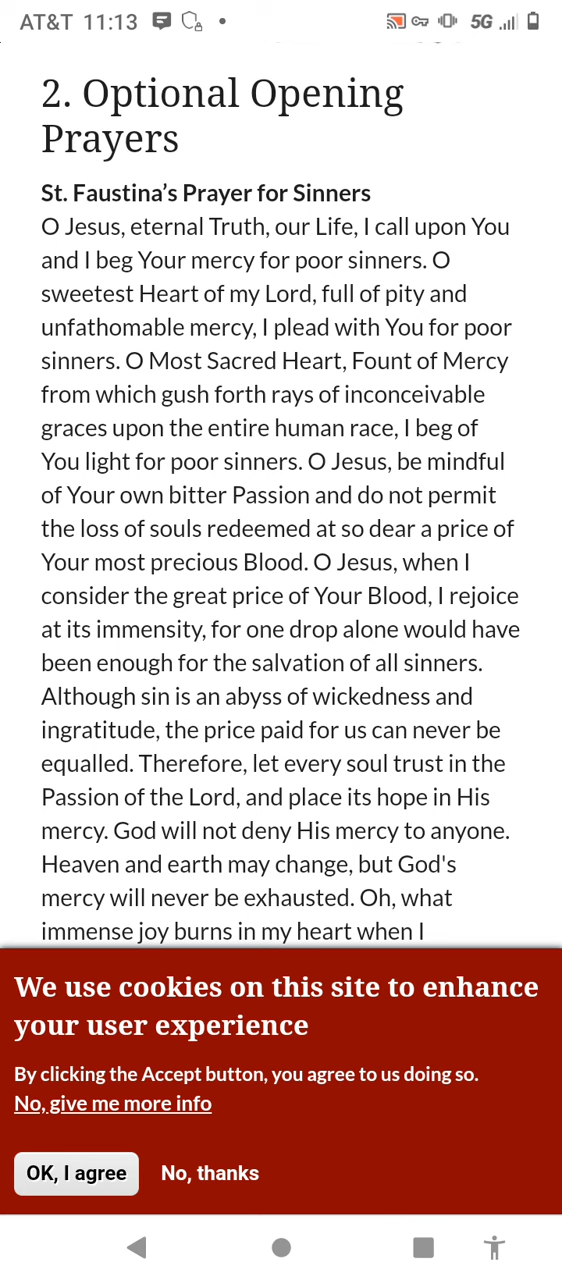 AT&T 11:13 5G
2. Optional Opening
Prayers
St. Faustina’s Prayer for Sinners
O Jesus, eternal Truth, our Life, I call upon You
and I beg Your mercy for poor sinners. O
sweetest Heart of my Lord, full of pity and
unfathomable mercy, I plead with You for poor
sinners. O Most Sacred Heart, Fount of Mercy
from which gush forth rays of inconceivable
graces upon the entire human race, I beg of
You light for poor sinners. O Jesus, be mindful
of Your own bitter Passion and do not permit
the loss of souls redeemed at so dear a price of
Your most precious Blood. O Jesus, when I
consider the great price of Your Blood, I rejoice
at its immensity, for one drop alone would have
been enough for the salvation of all sinners.
Although sin is an abyss of wickedness and
ingratitude, the price paid for us can never be
equalled. Therefore, let every soul trust in the
Passion of the Lord, and place its hope in His
mercy. God will not deny His mercy to anyone.
Heaven and earth may change, but God's
mercy will never be exhausted. Oh, what
immense joy burns in my heart when I
We use cookies on this site to enhance
your user experience
By clicking the Accept button, you agree to us doing so.
No, give me more info
OK, I agree No, thanks